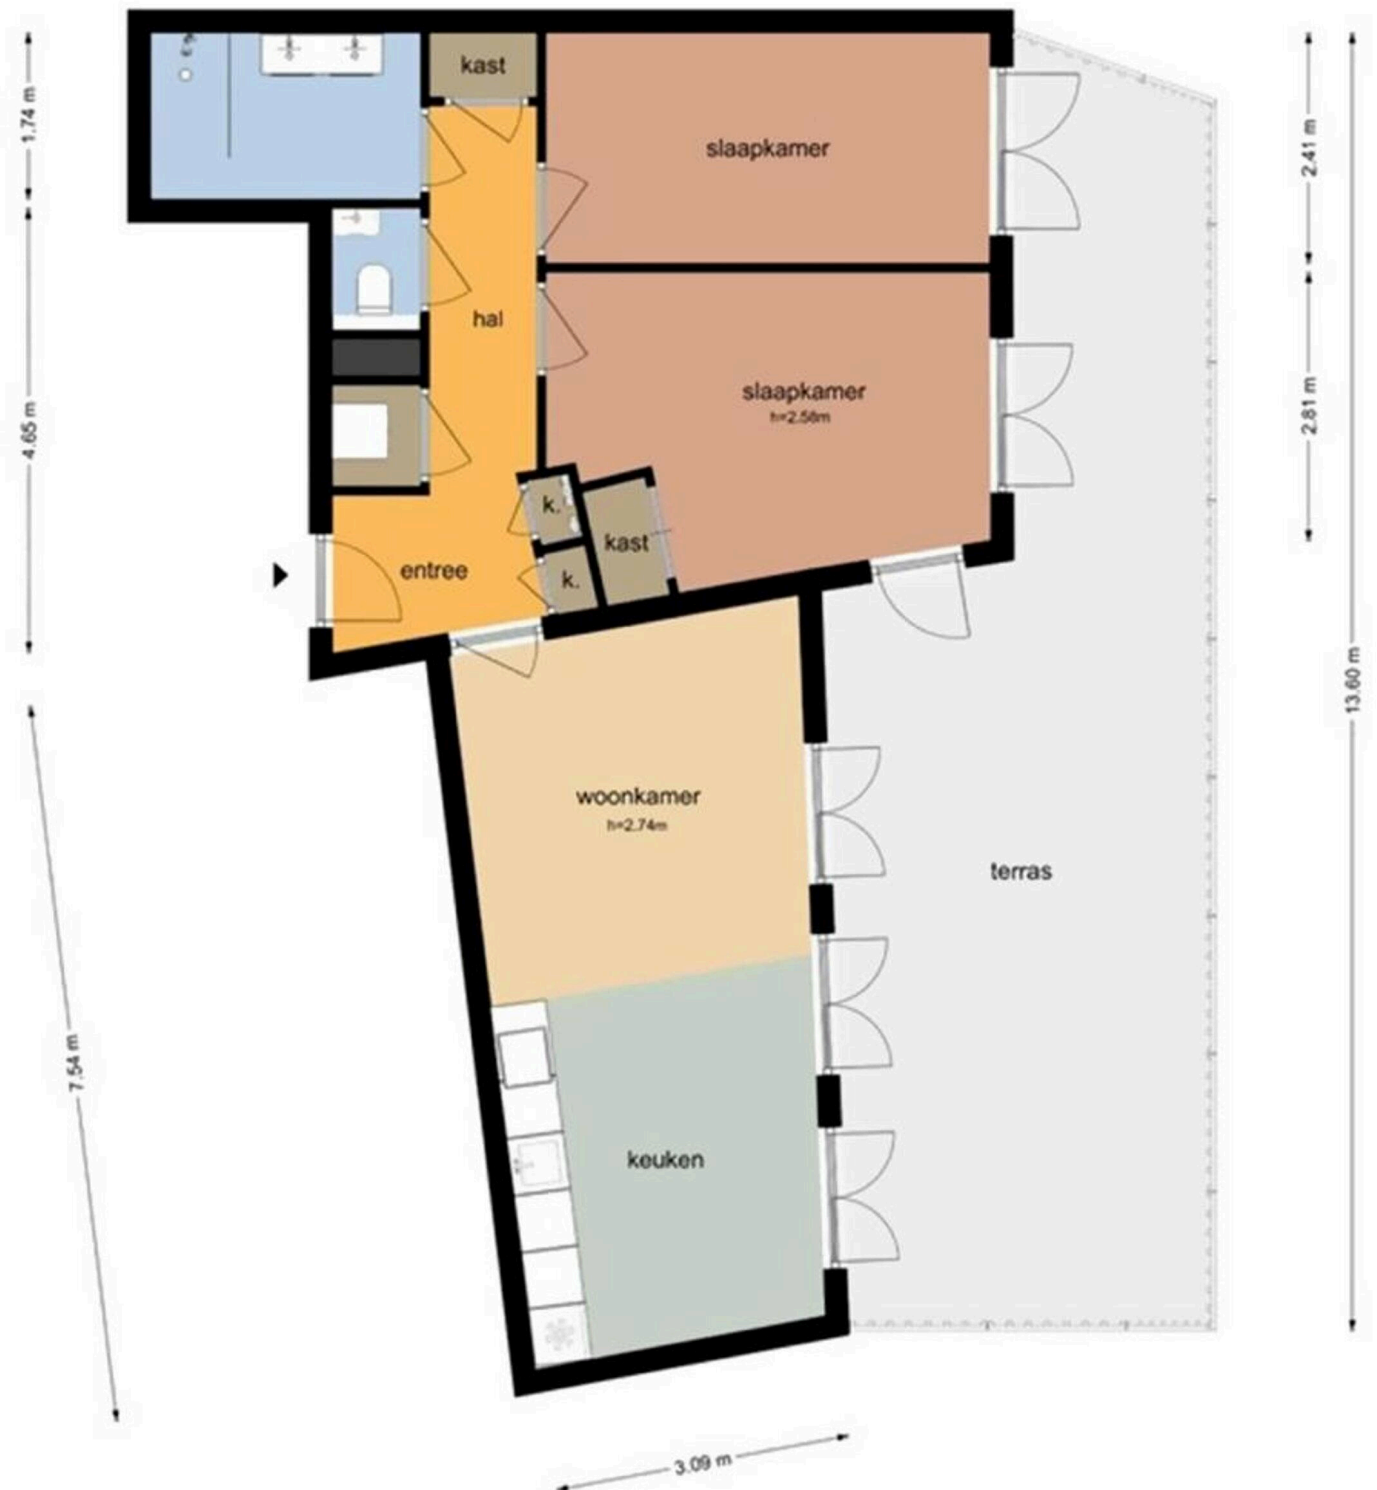 kast
slaapkamer
1.74 m
2.41 m
hal
slaapkamer
h=2.58m
4.65 m
2.81 m
k.
kast
entree
k.
13.60 m
woonkamer
h=2.74m
terras
7.54 m
keuken
3.09 m